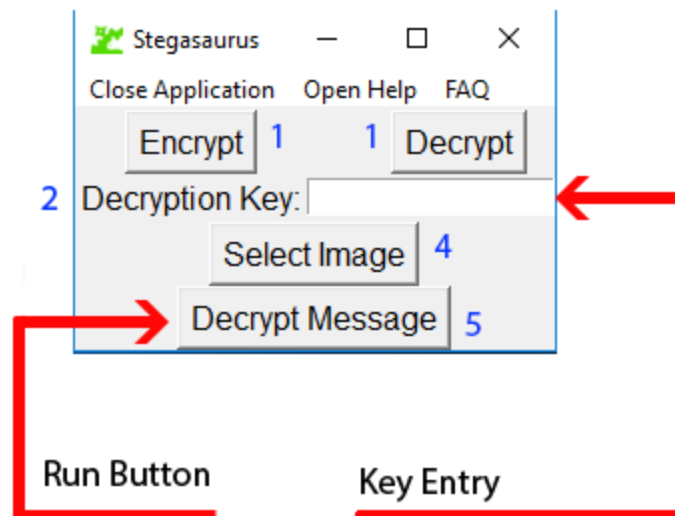 Stegasaurus
Close Application Open Help FAQ
Encrypt 1 1 Decrypt
2 Decryption Key:
Select Image 4
Decrypt Message 5
Run Button Key Entry